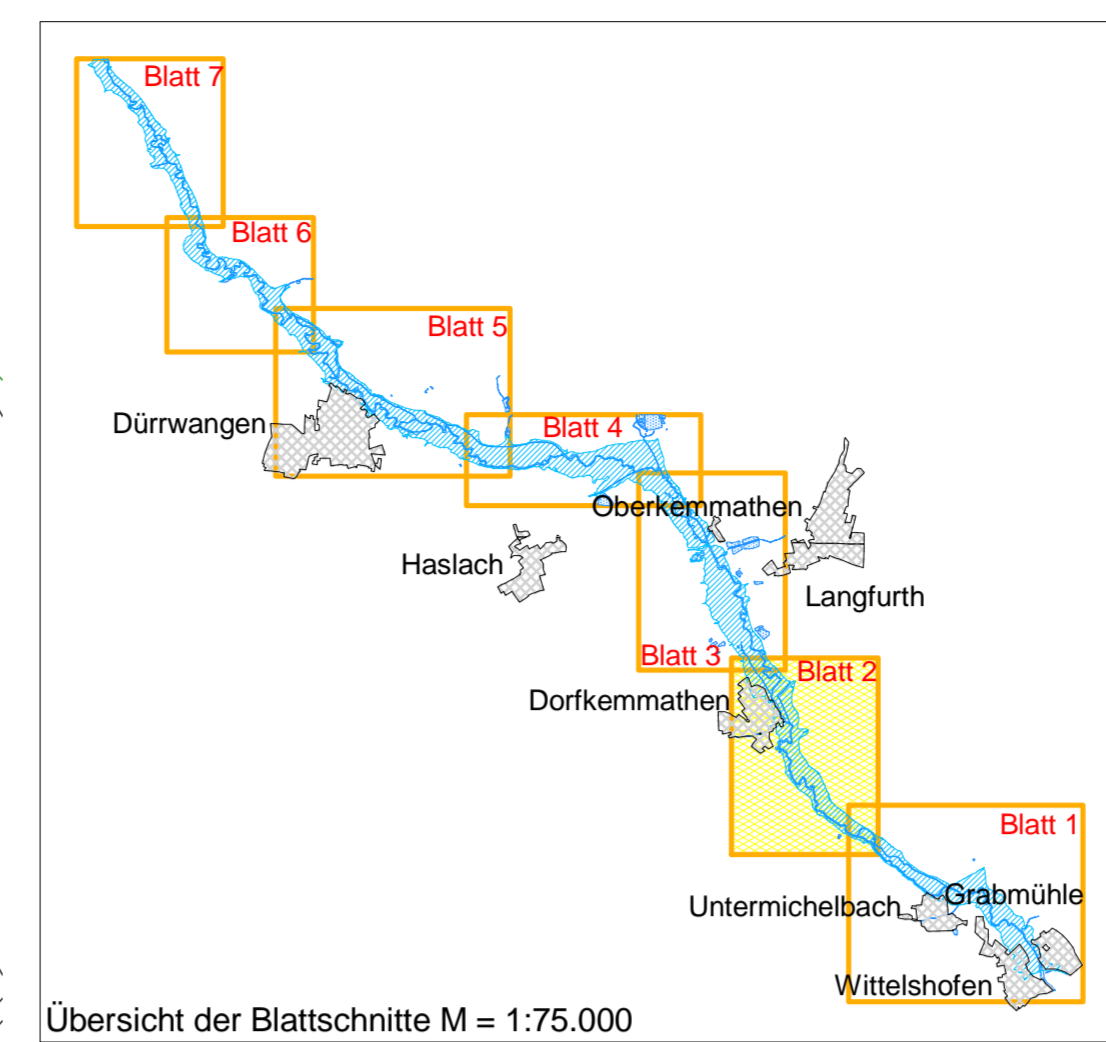 Blatt 7
Blatt 6
Blatt 5
Dürrwangen
Blatt 4
Oberkemmathen
Haslach
Langfurth
Blatt 3
Blatt 2
Dorfkemmathen
Blatt 1
Grabmühle
Untermichelbach
Wittelshofen
Übersicht der Blattschnitte M = 1:75.000